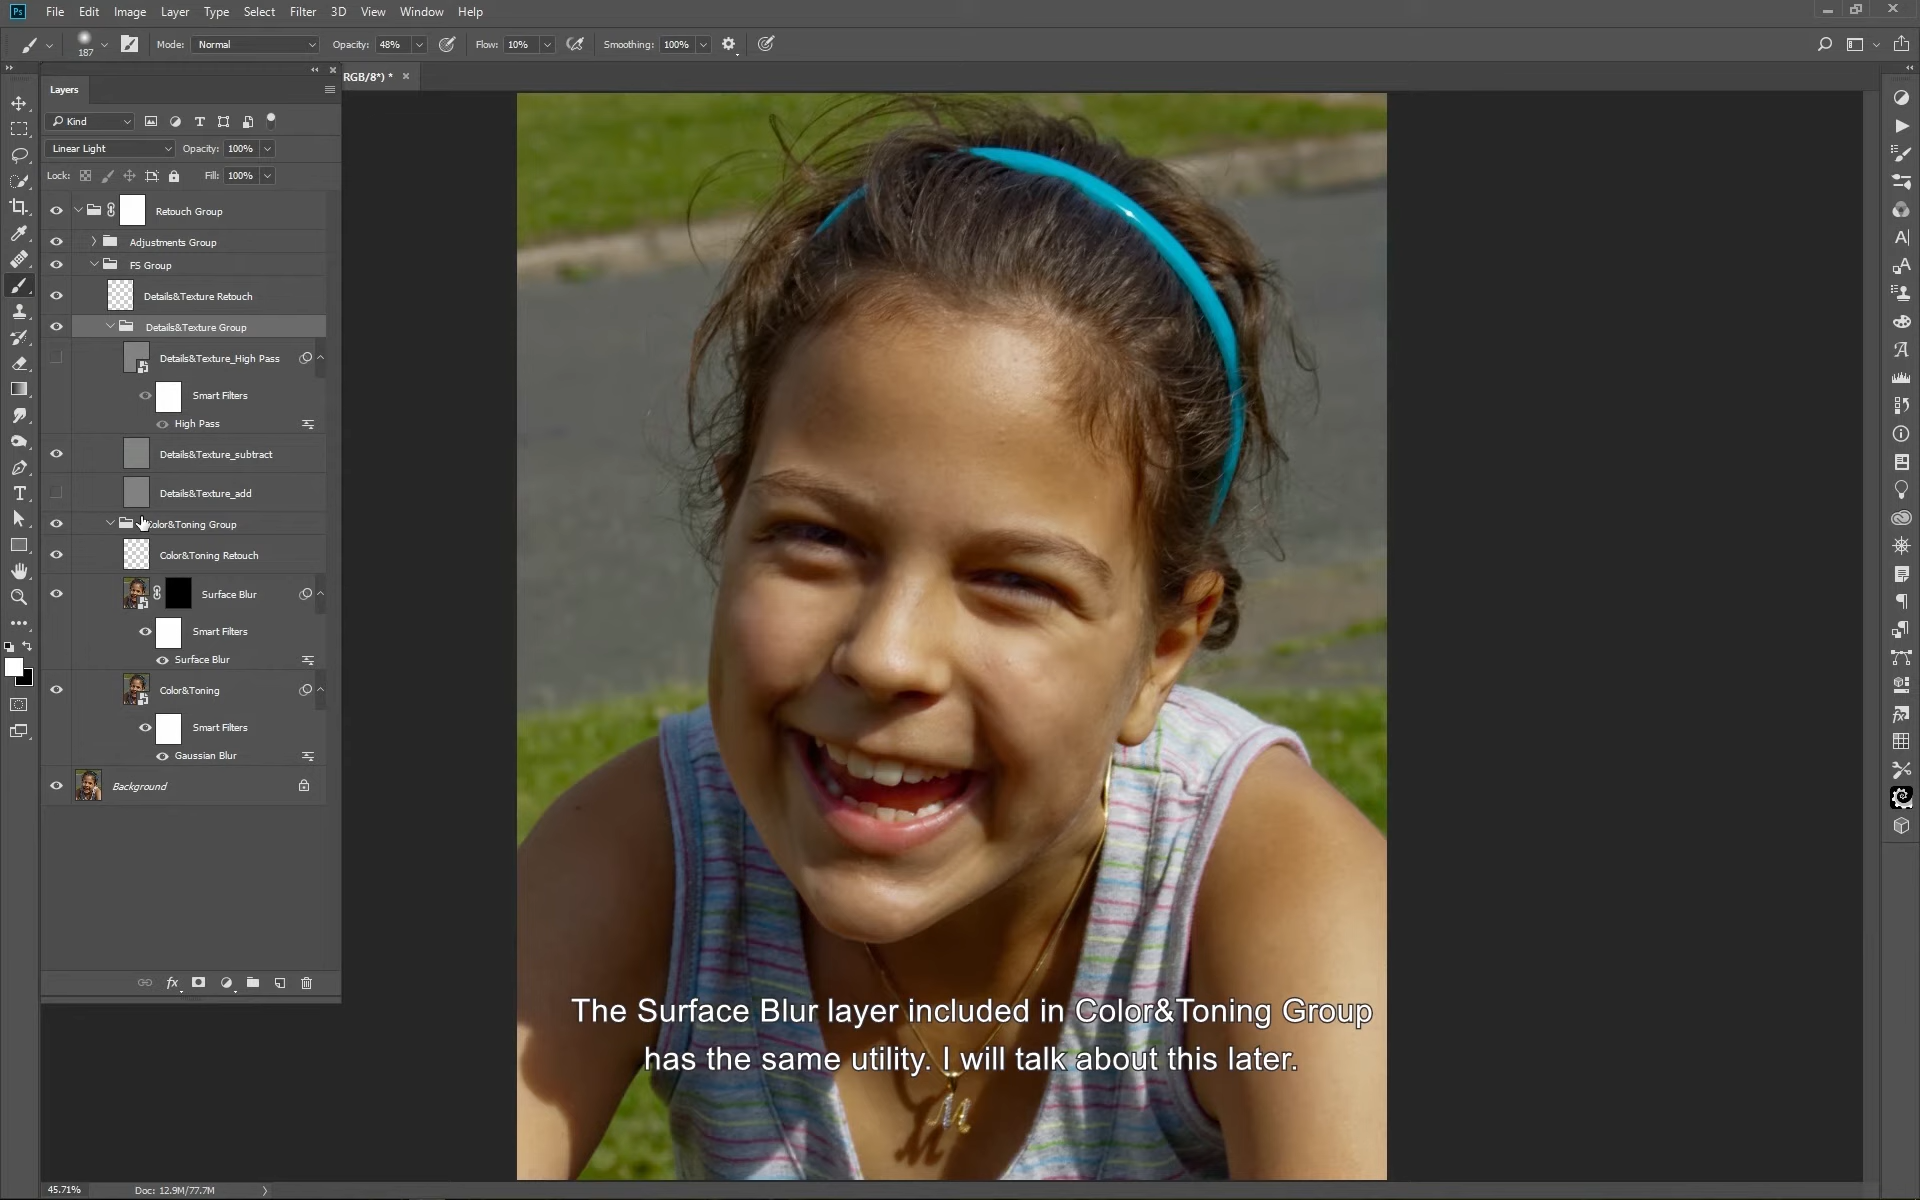 Ps File Edit Image Layer Type Select Filter 3D View Window Help
187 Mode: Normal Opacity: 48% Flow: 10% Smoothing: 100%
RGB/8*) *
Layers
Kind
Linear Light Opacity: 100%
Lock: Fill: 100%
Retouch Group
Adjustments Group
FS Group
Details&Texture Retouch
Details&Texture Group
Details&Texture_High Pass
Smart Filters
High Pass
Details&Texture_subtract
Details&Texture_add
Color&Toning Group
Color&Toning Retouch
Surface Blur
Smart Filters
Surface Blur
Color&Toning
Smart Filters
Gaussian Blur
Background
The Surface Blur layer included in Color&Toning Group
has the same utility. I will talk about this later.
45.71% Doc: 12.9M/77.7M